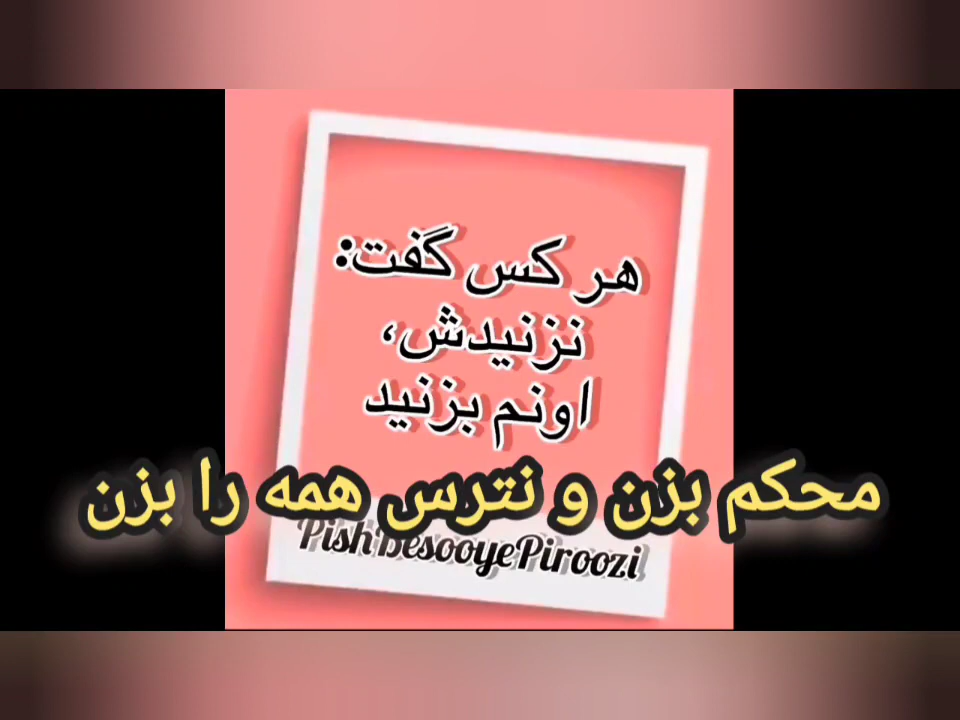 هر کس گفت:
نزنیدش،
اونم بزنید
محکم بزن و نترس همه را بزن
PishBesooyePiroozi